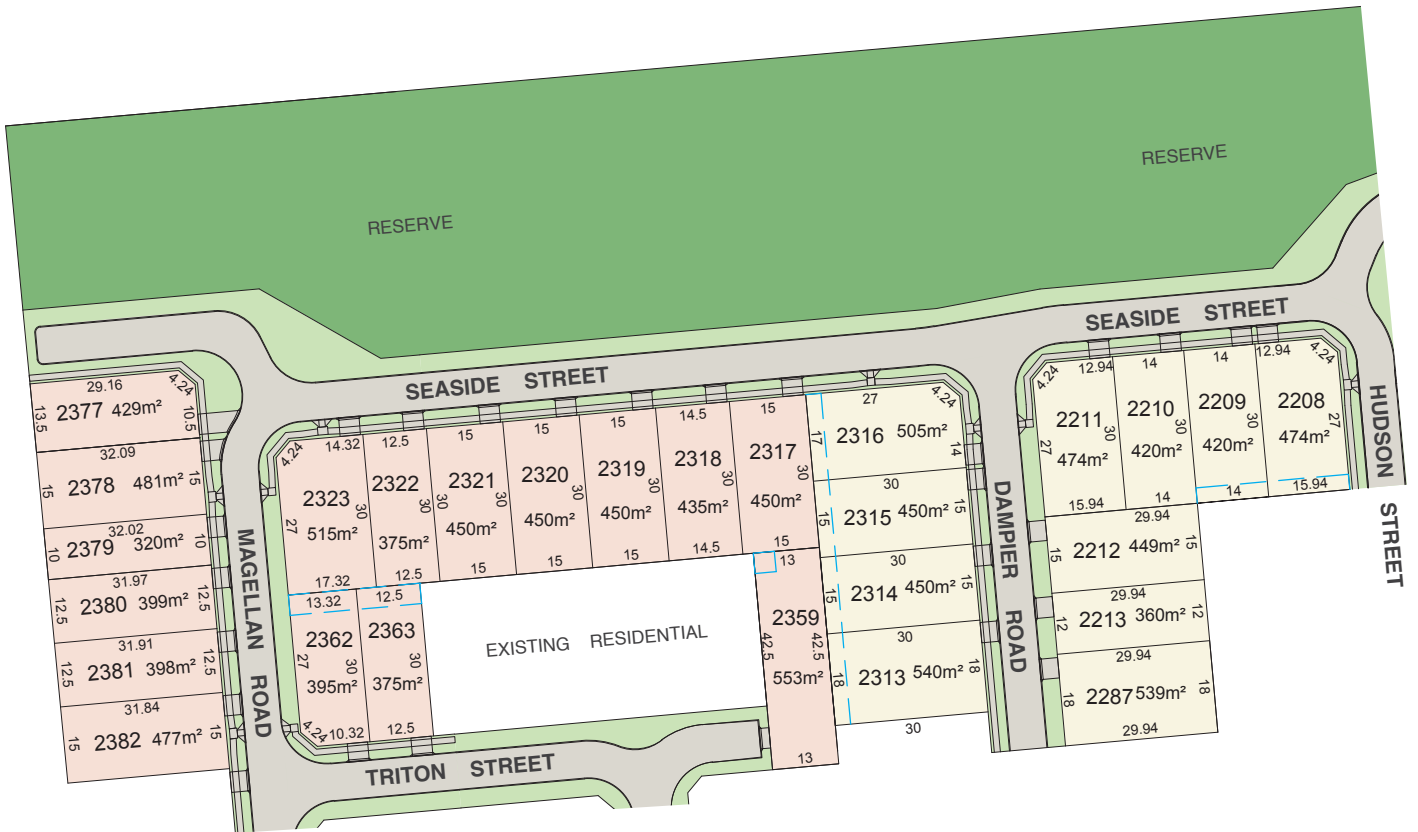 RESERVE
RESERVE
SEASIDE STREET
SEASIDE STREET
HUDSON STREET
DAMPIER ROAD
MAGELLAN ROAD
TRITON STREET
EXISTING RESIDENTIAL
29.16
4.24
13.5
2377 429m²
10.5
32.09
15
2378 481m²
15
32.02
10
2379 320m²
10
31.97
12.5
2380 399m²
12.5
31.91
12.5
2381 398m²
12.5
31.84
15
2382 477m²
15
4.24
14.32
2323
515m²
27
30
17.32
12.5
2322
375m²
30
12.5
15
2321
450m²
30
15
15
2320
450m²
30
15
15
2319
450m²
30
15
14.5
2318
435m²
30
14.5
15
2317
450m²
30
15
13.32
2362
395m²
27
30
4.24
10.32
12.5
2363
375m²
30
12.5
13
2359
553m²
42.5
42.5
13
27
4.24
17
2316 505m²
14
30
15
2315 450m²
15
30
15
2314 450m²
15
30
18
2313 540m²
18
30
4.24
12.94
2211
474m²
27
30
15.94
14
2210
420m²
30
14
14
2209
420m²
30
14
12.94
4.24
2208
474m²
27
15.94
29.94
15
2212 449m²
15
29.94
12
2213 360m²
12
29.94
18
2287 539m²
18
29.94